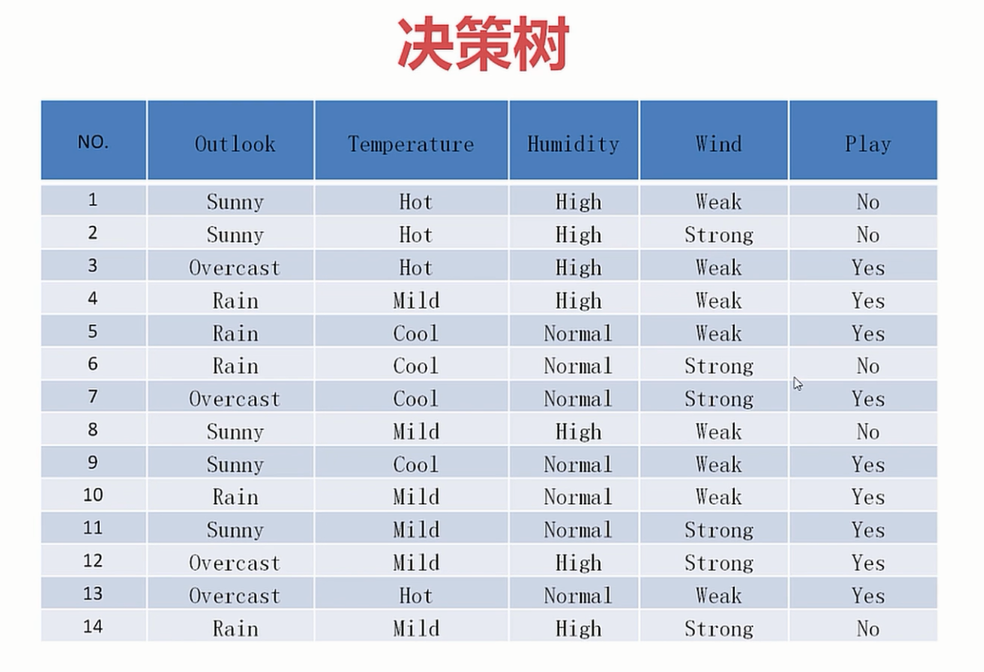 决策树
NO. Outlook Temperature Humidity Wind Play
1 Sunny Hot High Weak No
2 Sunny Hot High Strong No
3 Overcast Hot High Weak Yes
4 Rain Mild High Weak Yes
5 Rain Cool Normal Weak Yes
6 Rain Cool Normal Strong No
7 Overcast Cool Normal Strong Yes
8 Sunny Mild High Weak No
9 Sunny Cool Normal Weak Yes
10 Rain Mild Normal Weak Yes
11 Sunny Mild Normal Strong Yes
12 Overcast Mild High Strong Yes
13 Overcast Hot Normal Weak Yes
14 Rain Mild High Strong No